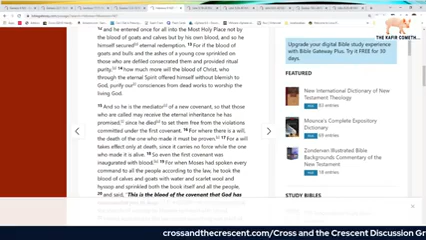 THE KAFIR COMETH...
12 and he entered once for all into the Most Holy Place not by
the blood of goats and calves but by his own blood, and so he
himself secured eternal redemption. 13 For if the blood of
goats and bulls and the ashes of a young cow sprinkled on
those who are defiled consecrated them and provided ritual
purity, 14 how much more will the blood of Christ, who
through the eternal Spirit offered himself without blemish to
God, purify our consciences from dead works to worship the
living God.
15 And so he is the mediator of a new covenant, so that those
who are called may receive the eternal inheritance he has
promised, since he died to set them free from the violations
committed under the first covenant. 16 For where there is a will,
the death of the one who made it must be proven. 17 For a will
takes effect only at death, since it carries no force while the
one who made it is alive. 18 So even the first covenant was
inaugurated with blood. 19 For when Moses had spoken every
command to all the people according to the law, he took the
blood of calves and goats with water and scarlet wool and
hyssop and sprinkled both the book itself and all the people,
20 and said, "This is the blood of the covenant that God has
Upgrade your digital Bible study experience
with Bible Gateway Plus. Try it FREE for 30
days.
FEATURED
New International Dictionary of New
Testament Theology
entries
Mounce's Complete Expository
Dictionary
entries
Zondervan Illustrated Bible
Backgrounds Commentary of the
New Testament
entries
STUDY BIBLES
crossandthecrescent.com/Cross and the Crescent Discussion Gr